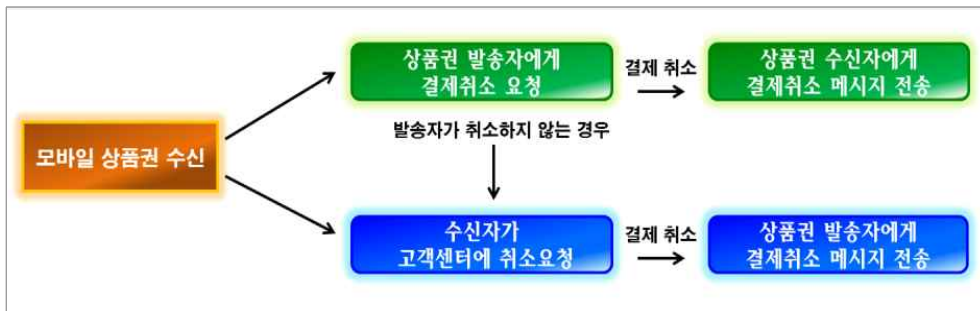 상품권 발송자에게
결제취소 요청
결제 취소
상품권 수신자에게
결제취소 메시지 전송
발송자가 취소하지 않는 경우
모바일 상품권 수신
수신자가
고객센터에 취소요청
결제 취소
상품권 발송자에게
결제취소 메시지 전송